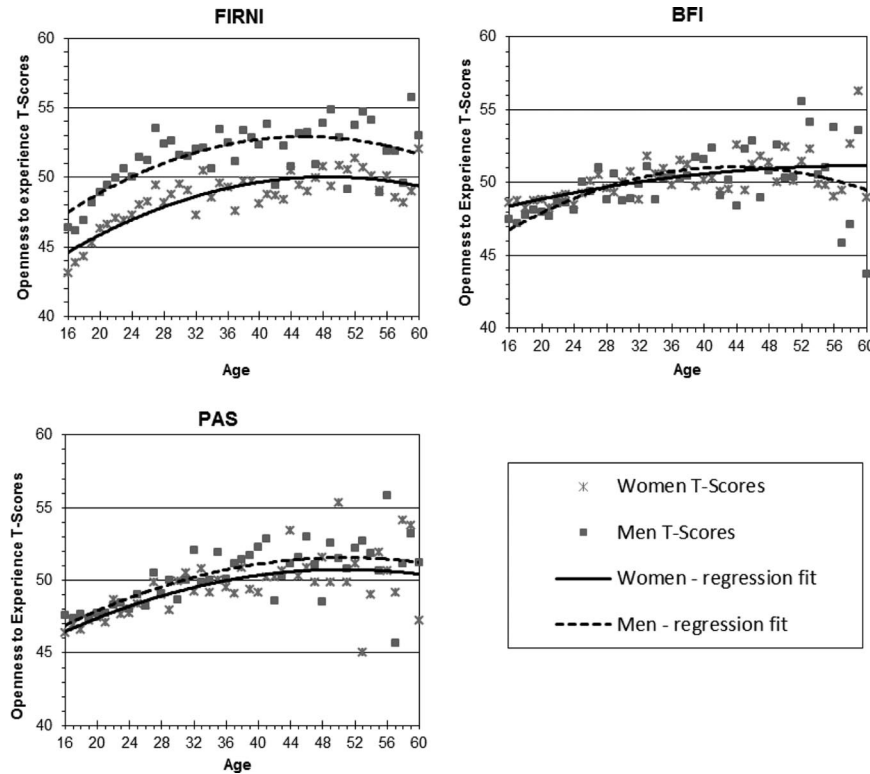 FIRNI
Openness to experience T-Scores
60
55
50
45
40
16 20 24 28 32 36 40 44 48 52 56 60
Age
BFI
Openness to Experience T-Scores
60
55
50
45
40
16 20 24 28 32 36 40 44 48 52 56 60
Age
PAS
Openness to Experience T-Scores
60
55
50
45
40
16 20 24 28 32 36 40 44 48 52 56 60
Age
Women T-Scores
Men T-Scores
Women - regression fit
Men - regression fit